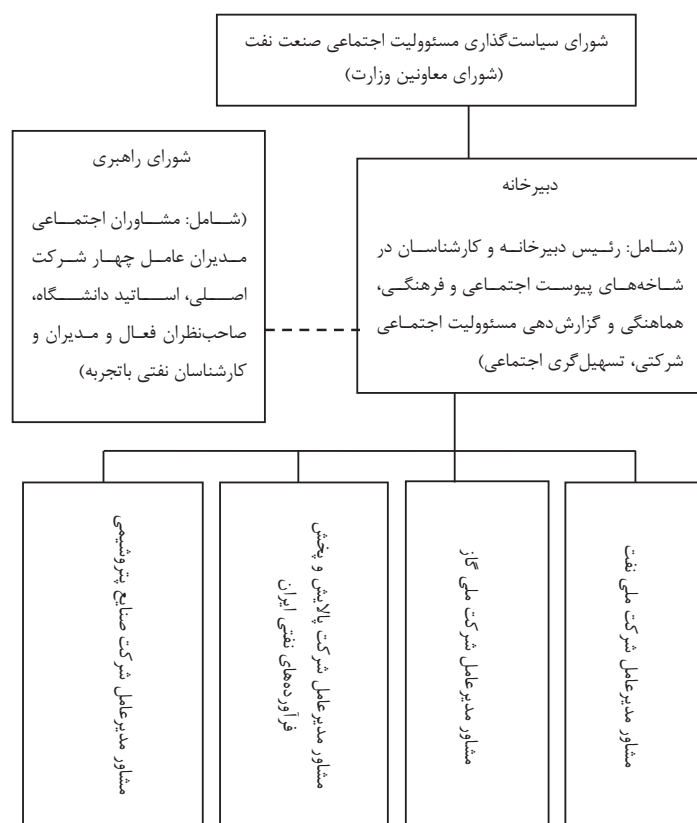 شورای سیاست‌گذاری مسئوولیت اجتماعی صنعت نفت
(شورای معاونین وزارت)
دبیرخانه
(شامل: رئیس دبیرخانه و کارشناسان در
شاخه‌های پیوست اجتماعی و فرهنگی،
هماهنگی و گزارش‌دهی مسئوولیت اجتماعی
شرکتی، تسهیل‌گری اجتماعی)
شورای راهبری
(شامل: مشاوران اجتماعی
مدیران عامل چهار شرکت
اصلی، اساتید دانشگاه،
صاحب‌نظران فعال و مدیران و
کارشناسان نفتی باتجربه)
مشاور مدیرعامل شرکت ملی نفت
مشاور مدیرعامل شرکت ملی گاز
مشاور مدیرعامل شرکت پالایش و پخش
فرآورده‌های نفتی ایران
مشاور مدیرعامل شرکت صنایع پتروشیمی